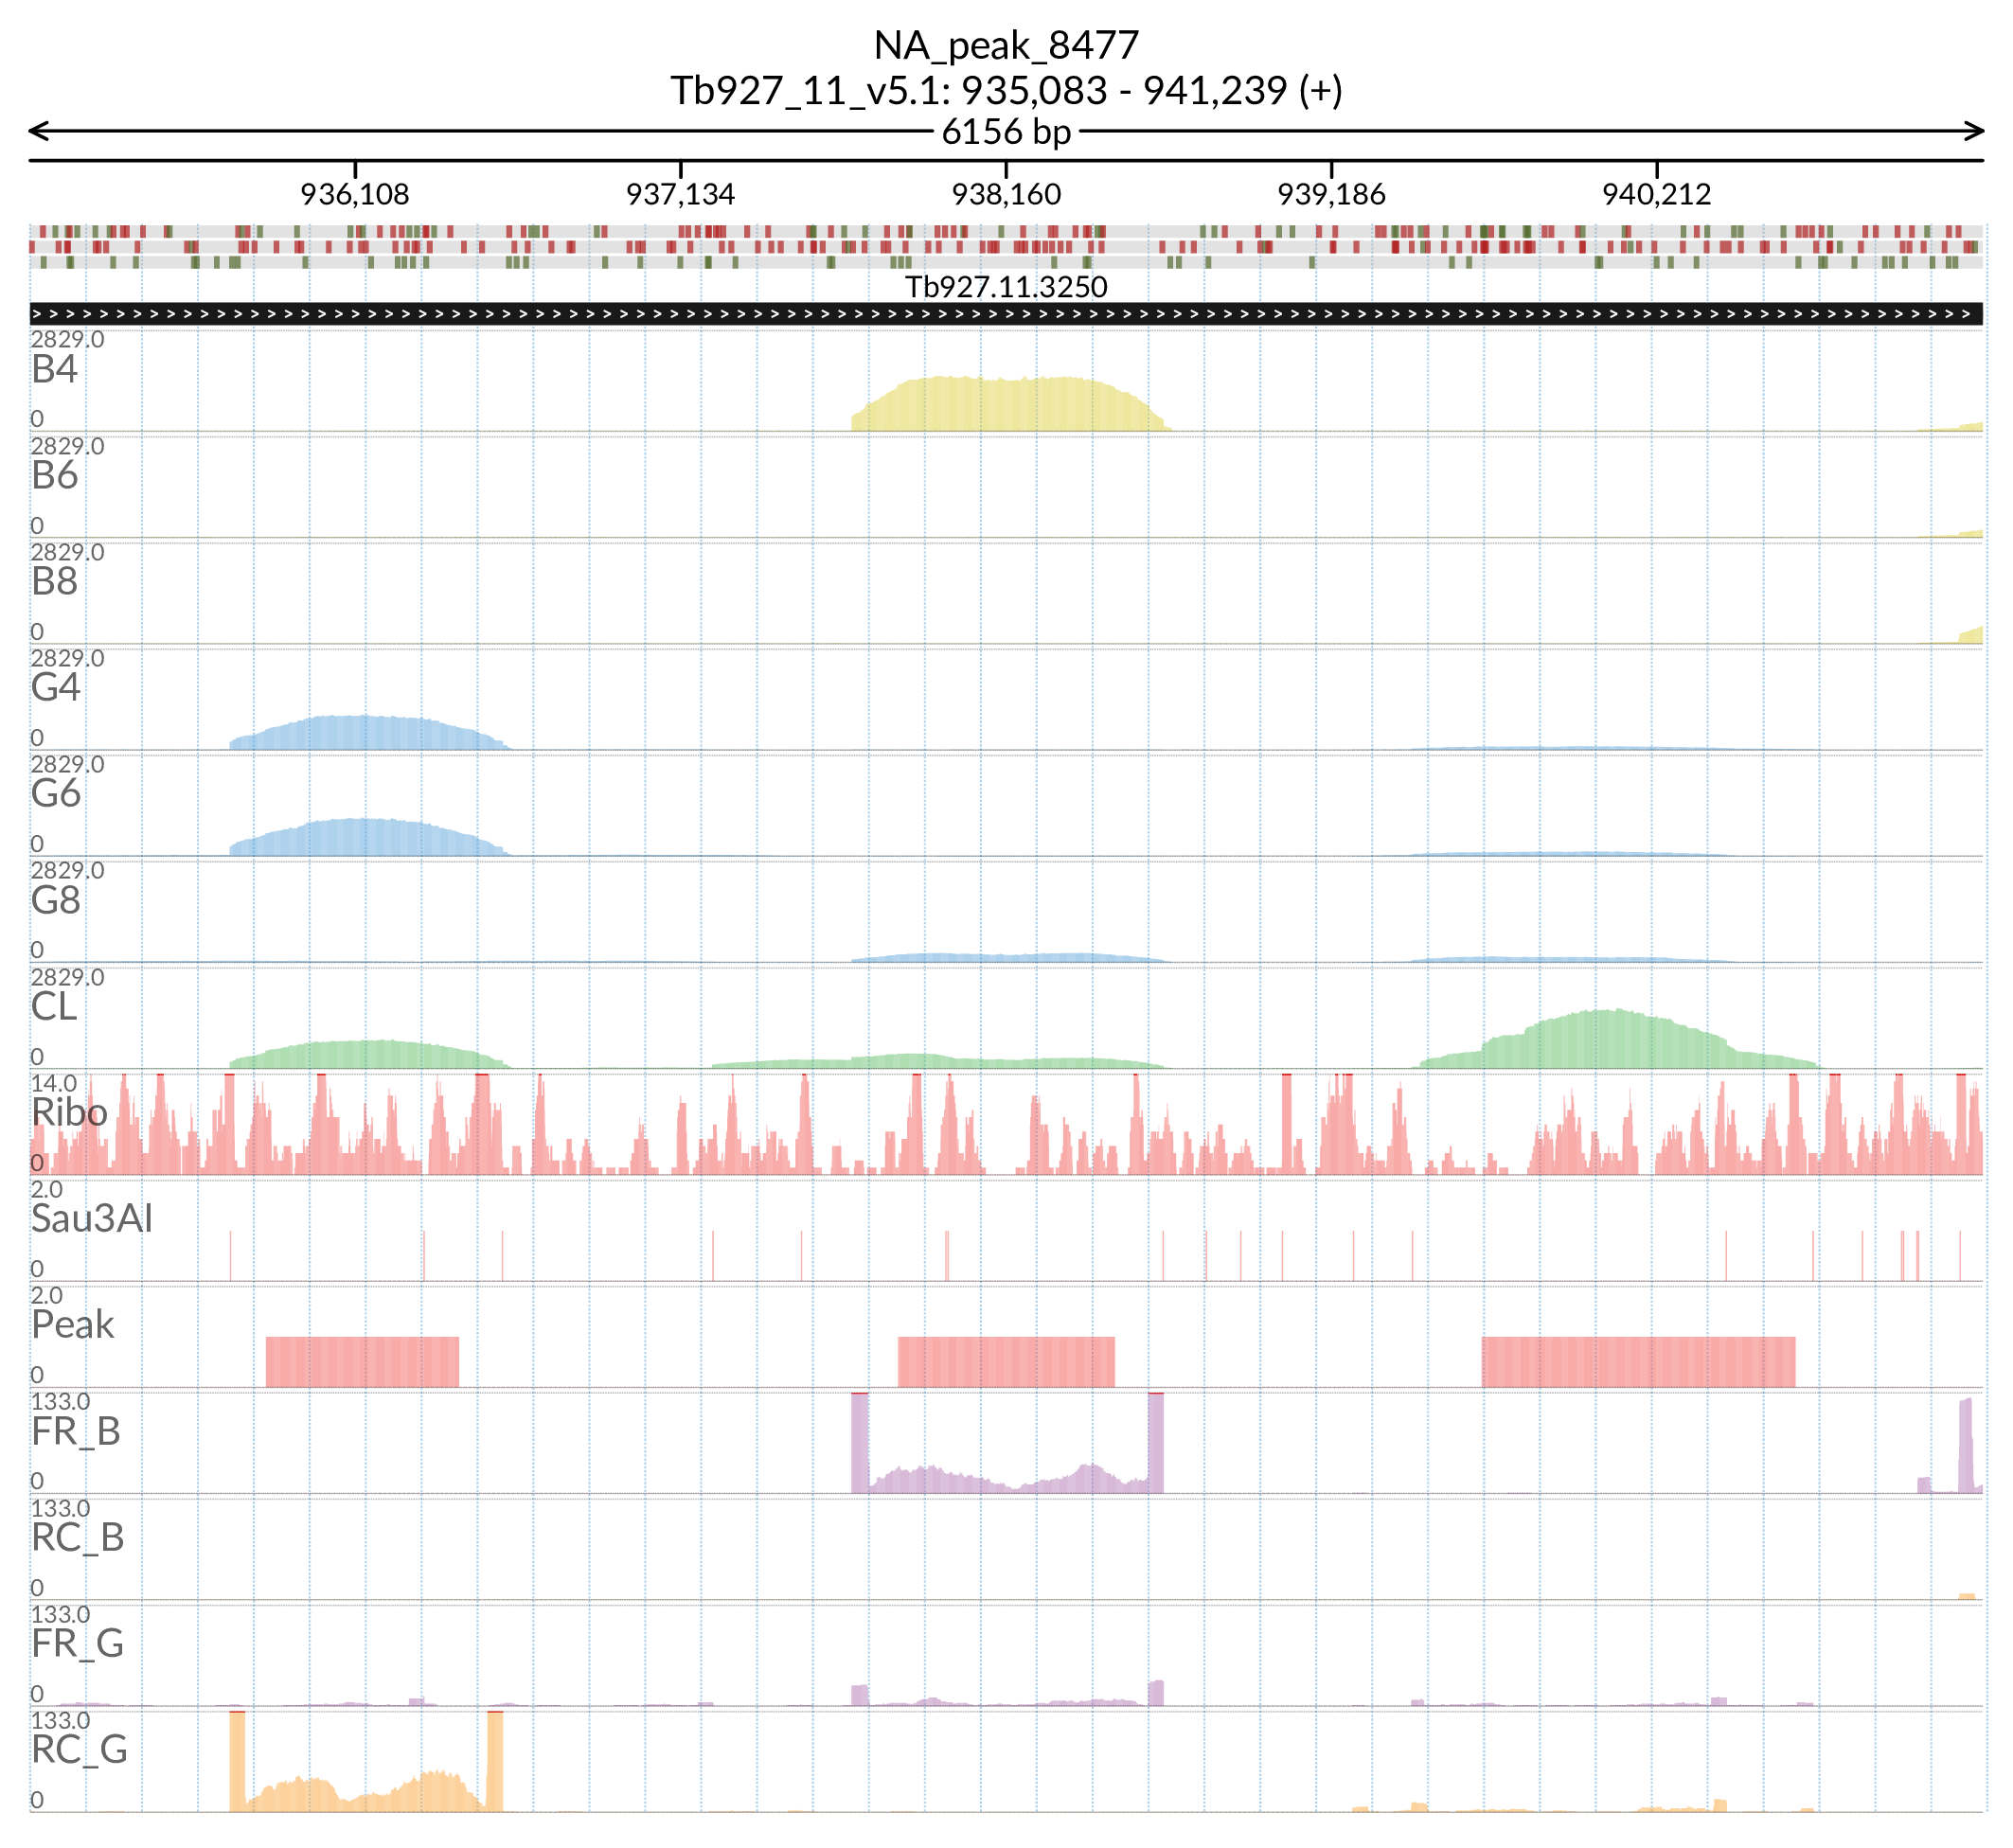 NA_peak_8477
Tb927_11_v5.1: 935,083 - 941,239 (+)
6156 bp
936,108 937,134 938,160 939,186 940,212
Tb927.11.3250
2829.0
B4
0
2829.0
B6
0
2829.0
B8
0
2829.0
G4
0
2829.0
G6
0
2829.0
G8
0
2829.0
CL
0
14.0
Ribo
0
2.0
Sau3AI
0
2.0
Peak
0
133.0
FR_B
0
133.0
RC_B
0
133.0
FR_G
0
133.0
RC_G
0